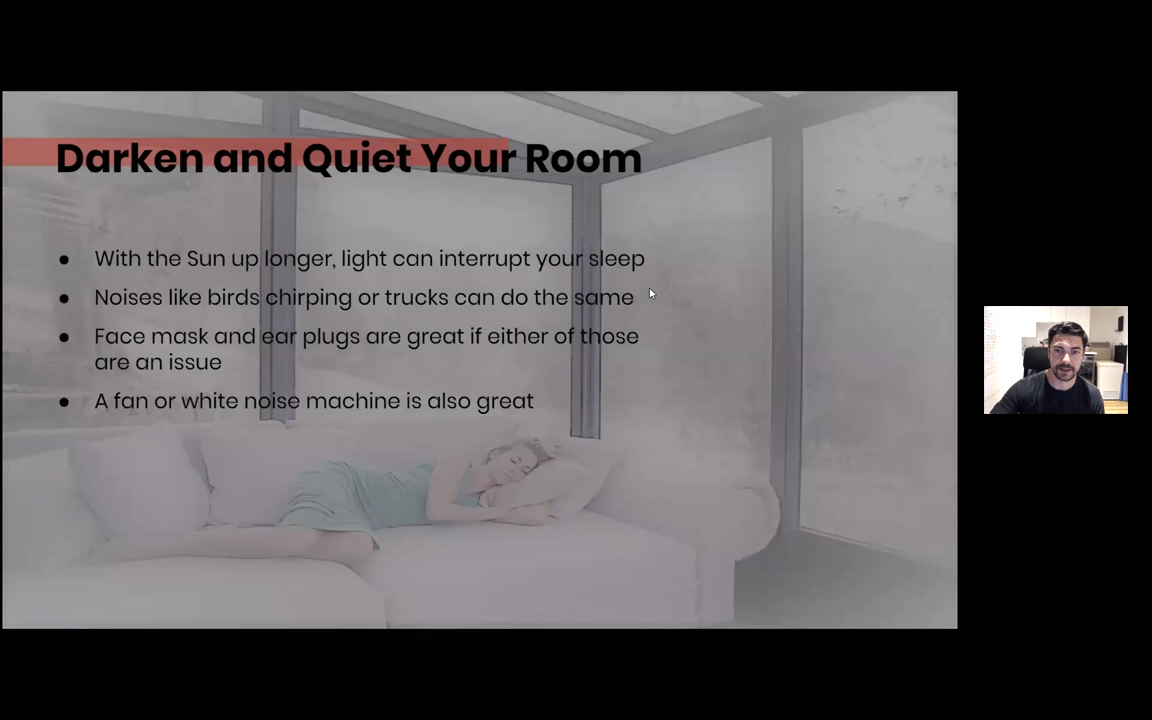 Darken and Quiet Your Room
● With the Sun up longer, light can interrupt your sleep
● Noises like birds chirping or trucks can do the same
● Face mask and ear plugs are great if either of those
are an issue
● A fan or white noise machine is also great